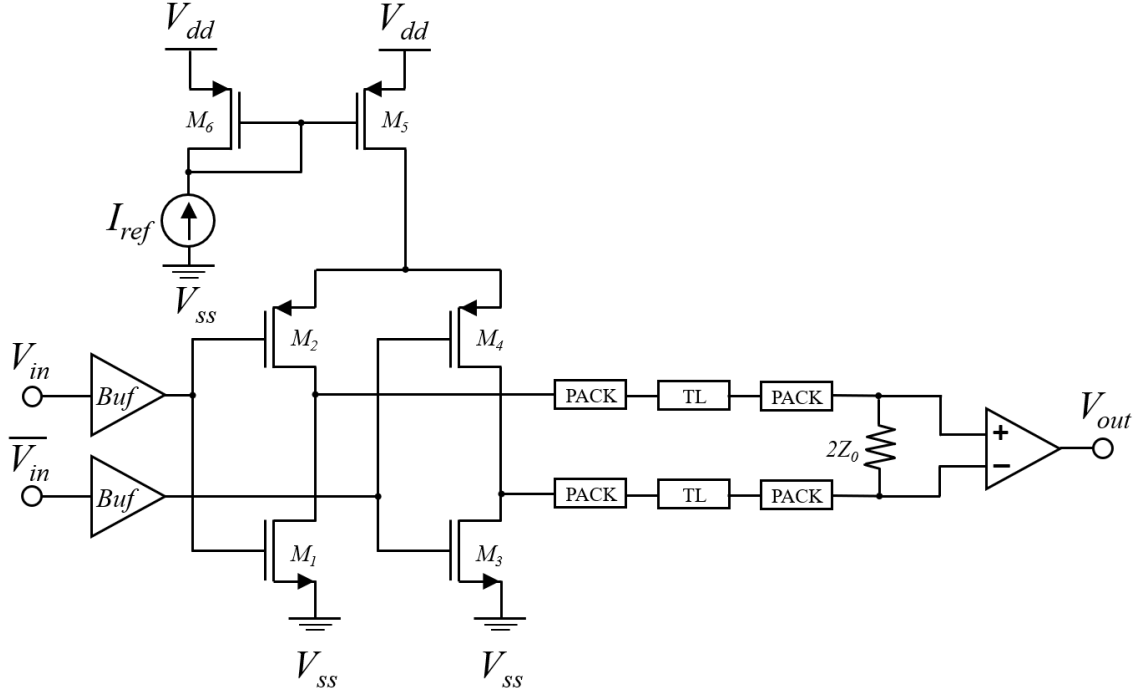 V_dd V_dd
M_6 M_5
I_ref
V_ss
M_2 M_4
V_in Buf PACK TL PACK V_out
+
2Z_0
−
V̅_in Buf PACK TL PACK
M_1 M_3
V_ss V_ss